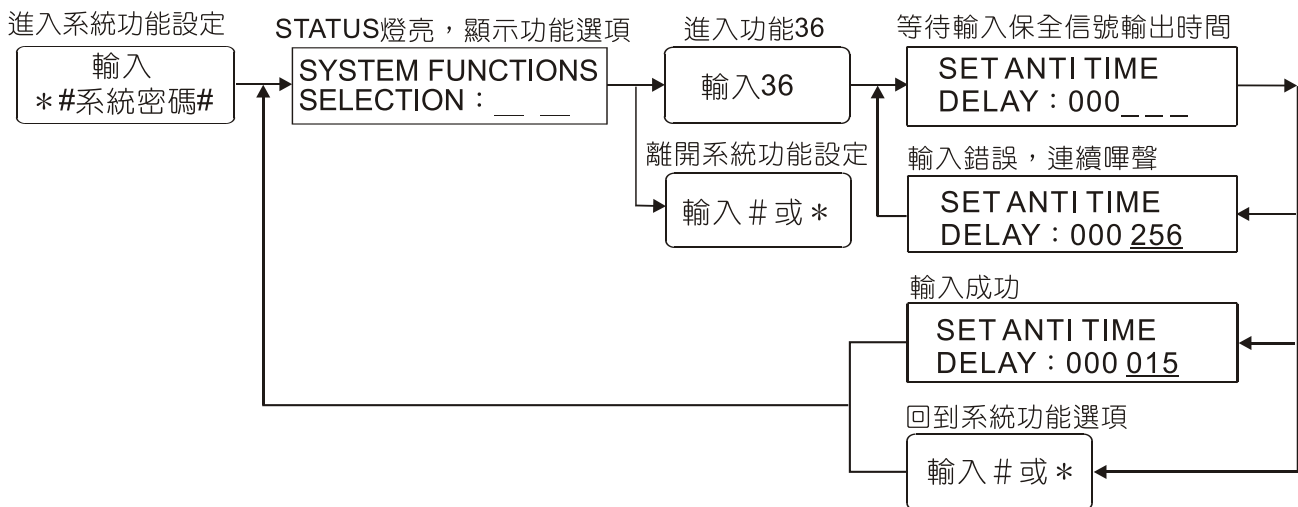 進入系統功能設定
輸入
＊#系統密碼#
STATUS燈亮，顯示功能選項
SYSTEM FUNCTIONS
SELECTION：_ _
進入功能36
輸入36
離開系統功能設定
輸入＃或＊
等待輸入保全信號輸出時間
SET ANTI TIME
DELAY：000_ _ _
輸入錯誤，連續嗶聲
SET ANTI TIME
DELAY：000 256
輸入成功
SET ANTI TIME
DELAY：000 015
回到系統功能選項
輸入＃或＊